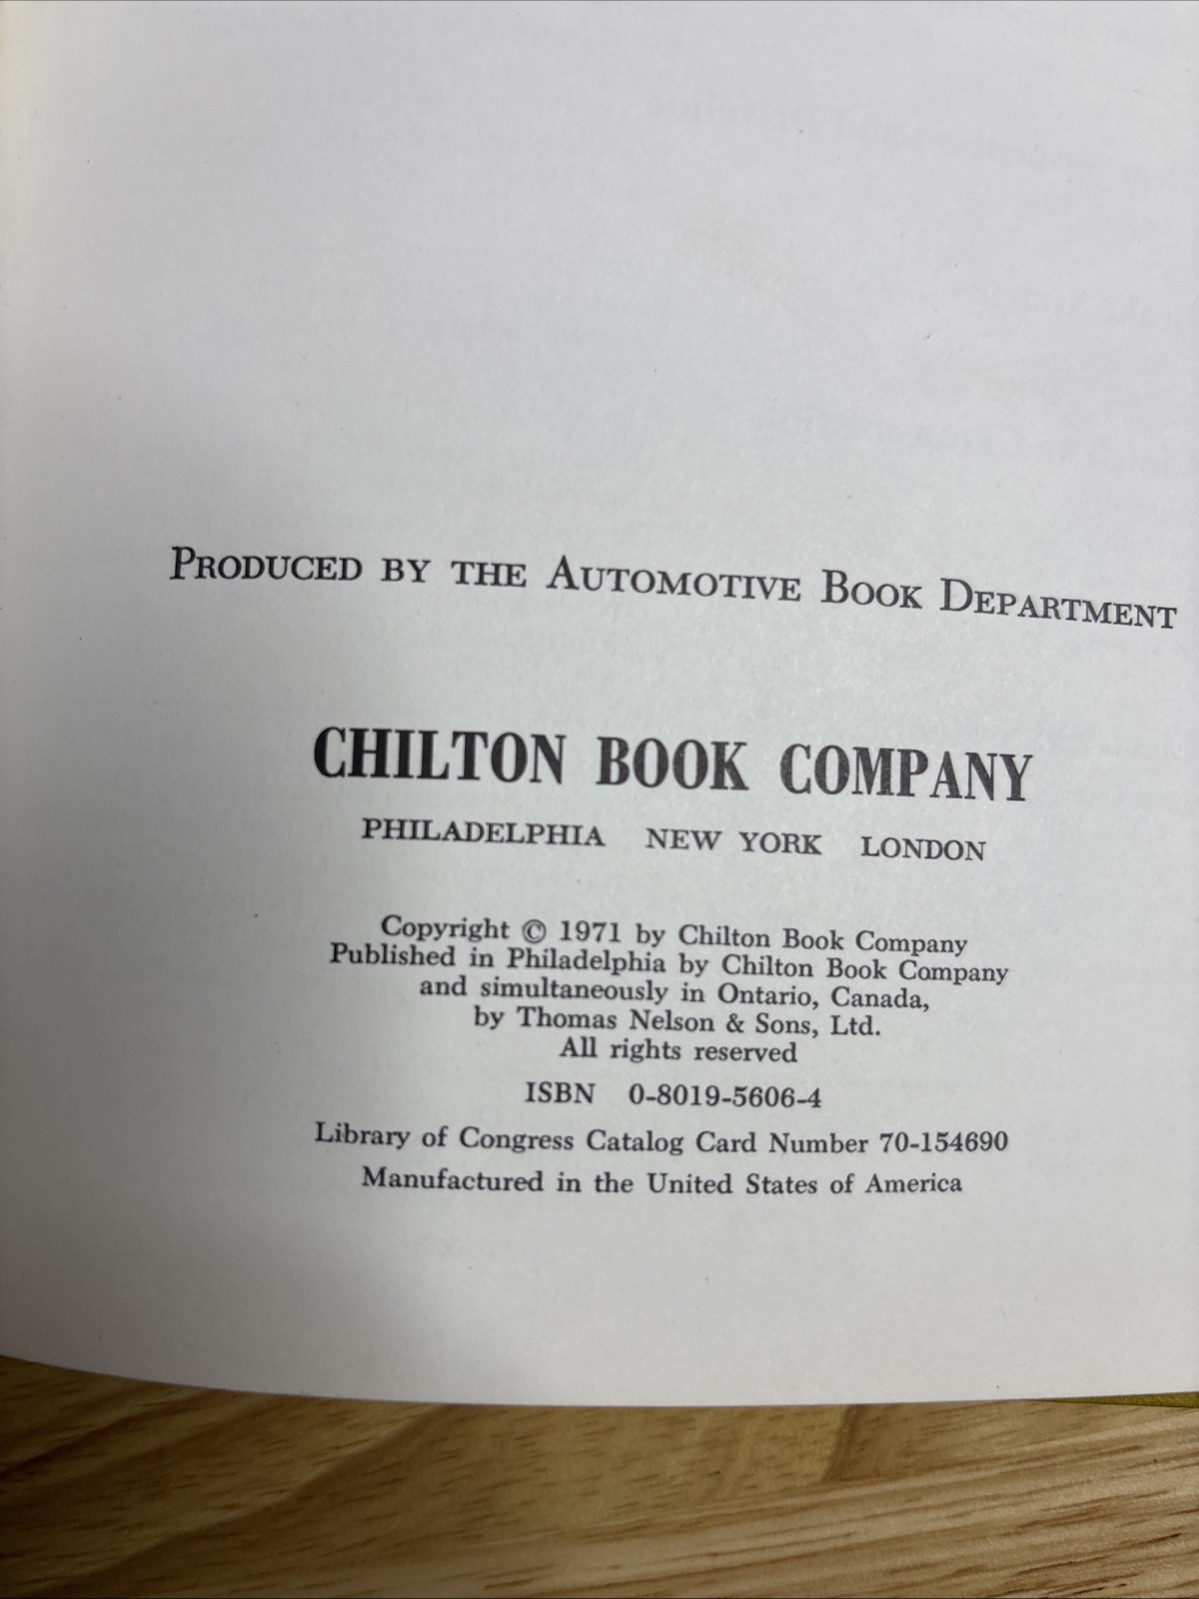 PRODUCED BY THE AUTOMOTIVE BOOK DEPARTMENT
CHILTON BOOK COMPANY
PHILADELPHIA NEW YORK LONDON
Copyright © 1971 by Chilton Book Company
Published in Philadelphia by Chilton Book Company
and simultaneously in Ontario, Canada,
by Thomas Nelson & Sons, Ltd.
All rights reserved
ISBN 0-8019-5606-4
Library of Congress Catalog Card Number 70-154690
Manufactured in the United States of America